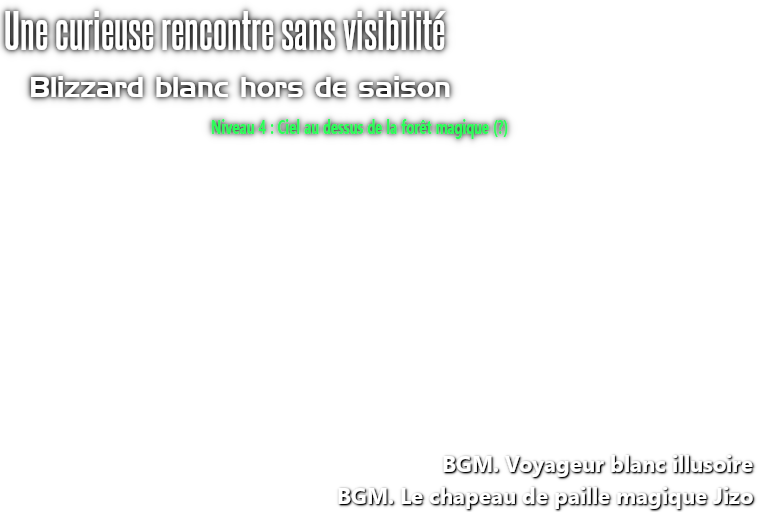 Une curieuse rencontre sans visibilité
Blizzard blanc hors de saison
Niveau 4 : Ciel au dessus de la forêt magique (?)
BGM. Voyageur blanc illusoire
BGM. Le chapeau de paille magique Jizo